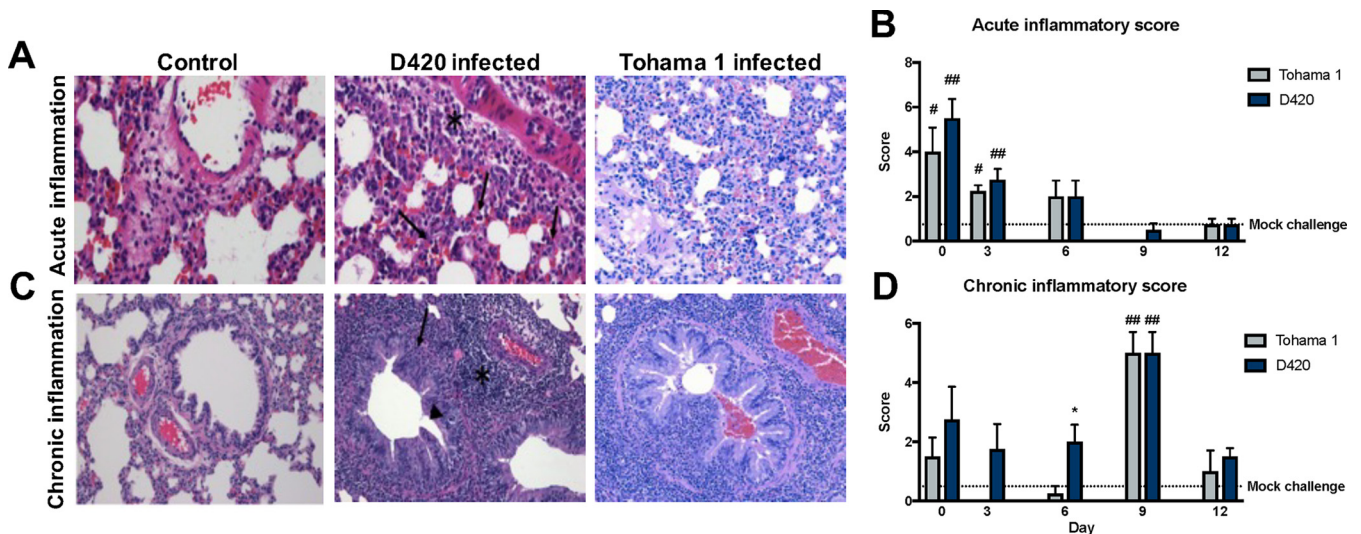 A
Control
D420 infected
Tohama 1 infected
Acute inflammation
*
C
Chronic inflammation
*
B
Acute inflammatory score
Score
8
6
4
2
0
#
##
#
##
Tohama 1
D420
Mock challenge
0 3 6 9 12
D
Chronic inflammatory score
Score
6
4
2
0
*
## ##
Tohama 1
D420
Mock challenge
0 3 6 9 12
Day